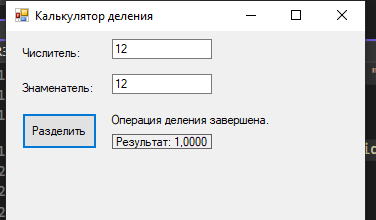 Калькулятор деления
Числитель: 12
Знаменатель: 12
Разделить
Операция деления завершена.
Результат: 1,0000